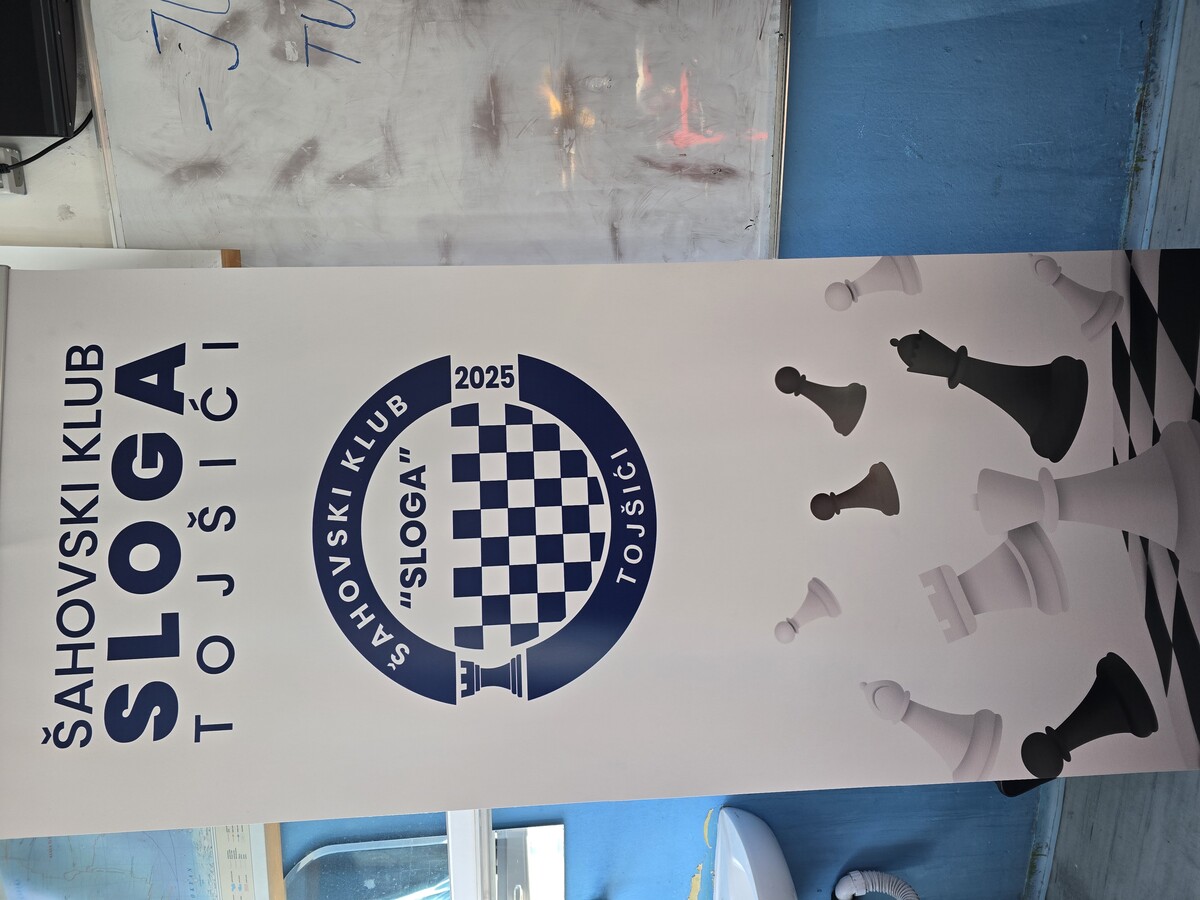 ŠAHOVSKI KLUB
SLOGA
TOJŠIĆI
ŠAHOVSKI KLUB
"SLOGA"
2025
TOJŠIĆI